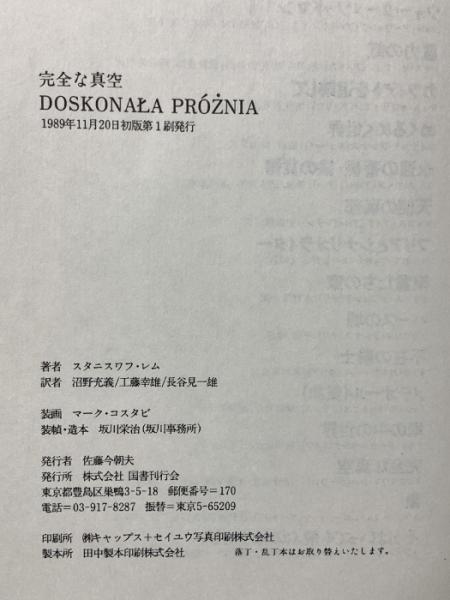 完全な真空
DOSKONAŁA PRÓŻNIA
1989年11月20日初版第1刷発行
著者 スタニスワフ・レム
訳者 沼野充義/工藤幸雄/長谷見一雄
装画 マーク・コスタビ
装幀・造本 坂川栄治(坂川事務所)
発行者 佐藤今朝夫
発行所 株式会社 国書刊行会
東京都豊島区巣鴨3-5-18 郵便番号=170
電話=03-917-8287 振替=東京5-65209
印刷所 ㈱キャップス+セイユウ写真印刷株式会社
製本所 田中製本印刷株式会社 落丁・乱丁本はお取り替えいたします。